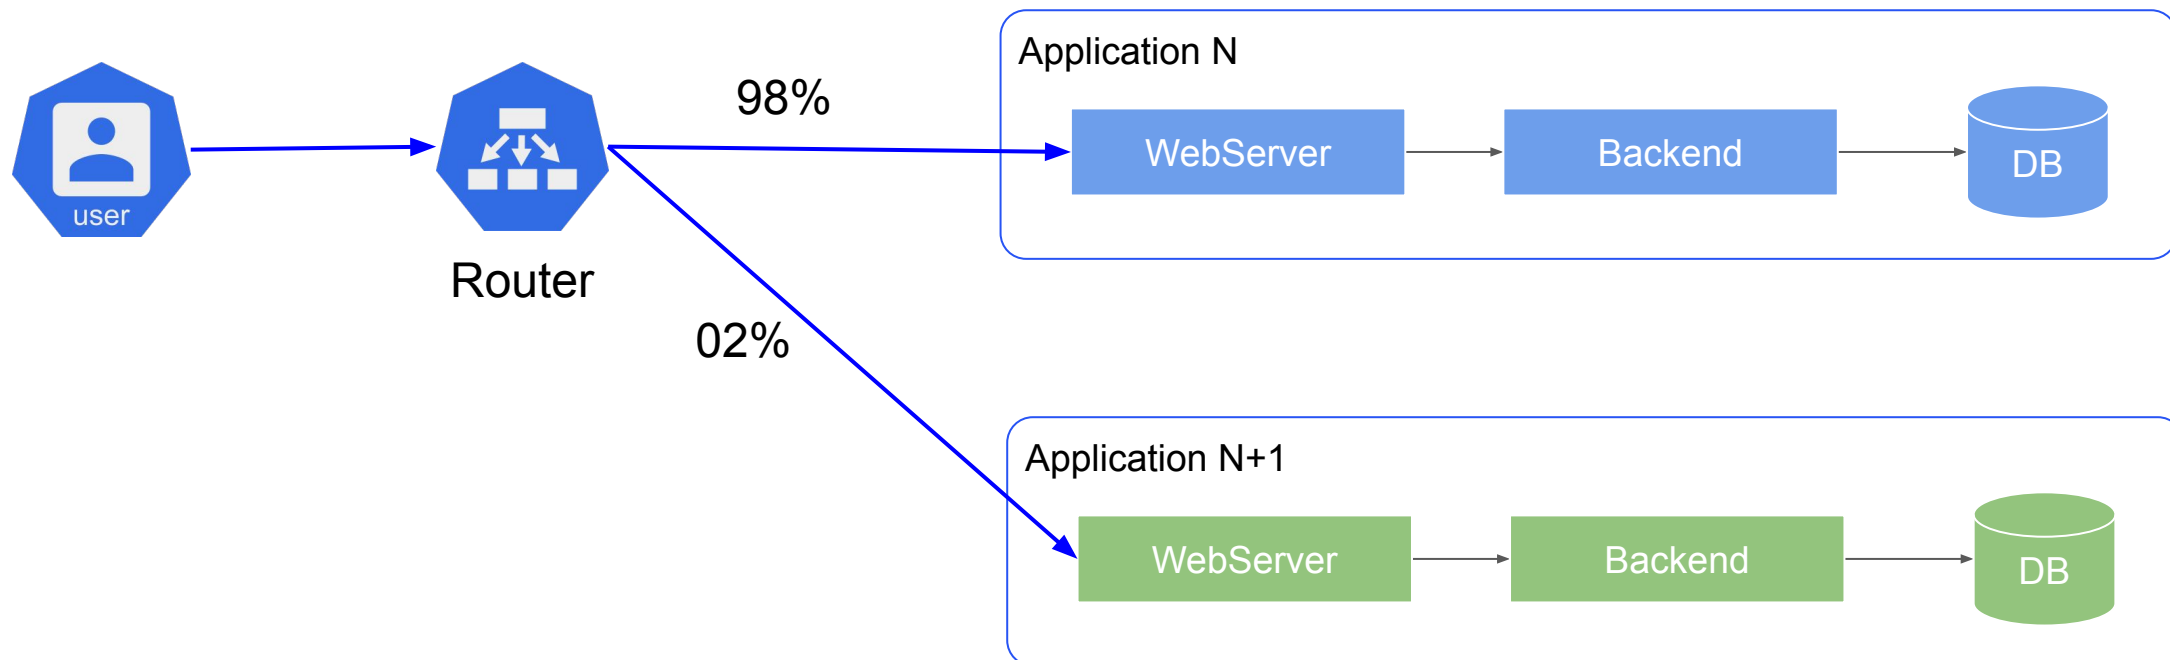 Application N
98%
WebServer
Backend
DB
user
Router
02%
Application N+1
WebServer
Backend
DB